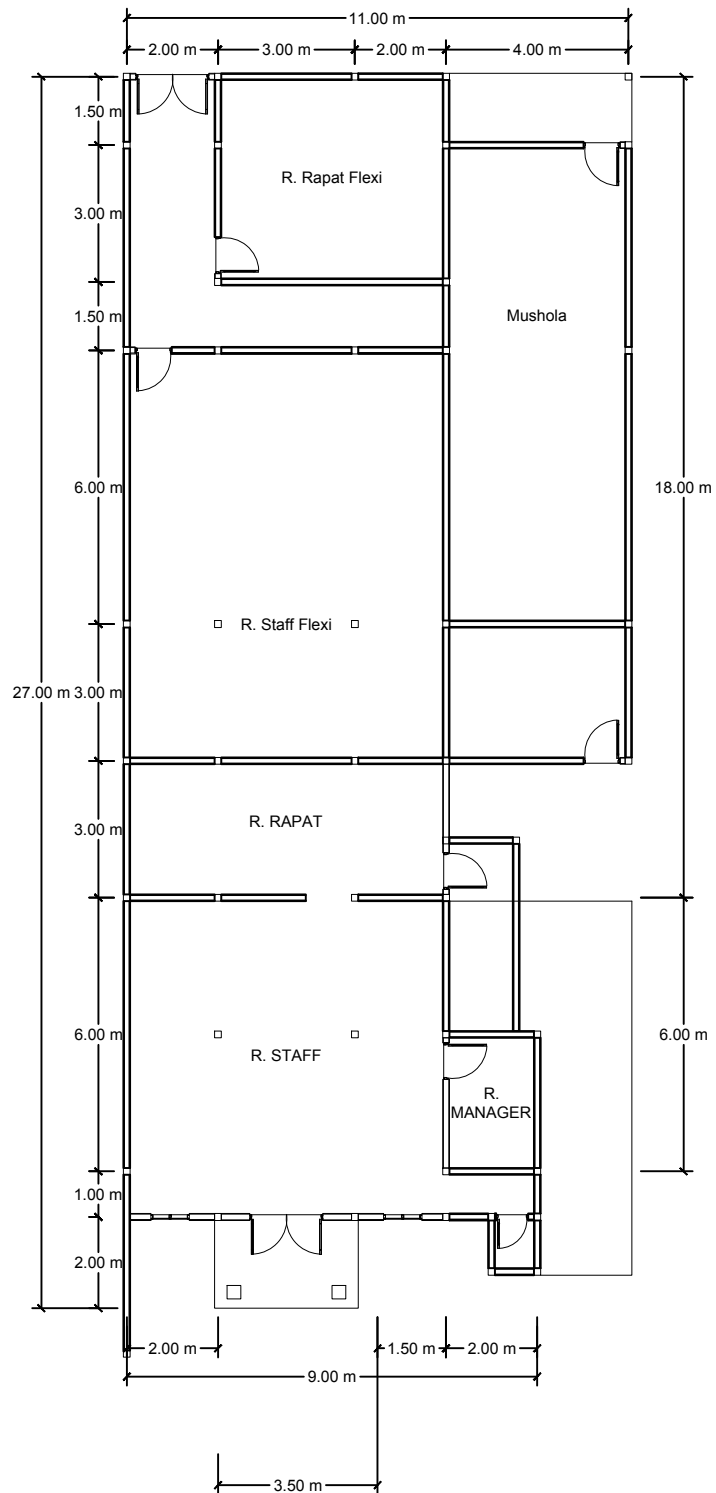 11.00 m
2.00 m
3.00 m
2.00 m
4.00 m
1.50 m
R. Rapat Flexi
3.00 m
1.50 m
Mushola
6.00 m
18.00 m
R. Staff Flexi
27.00 m
3.00 m
3.00 m
R. RAPAT
6.00 m
R. STAFF
6.00 m
R.
MANAGER
1.00 m
2.00 m
2.00 m
1.50 m
2.00 m
9.00 m
3.50 m